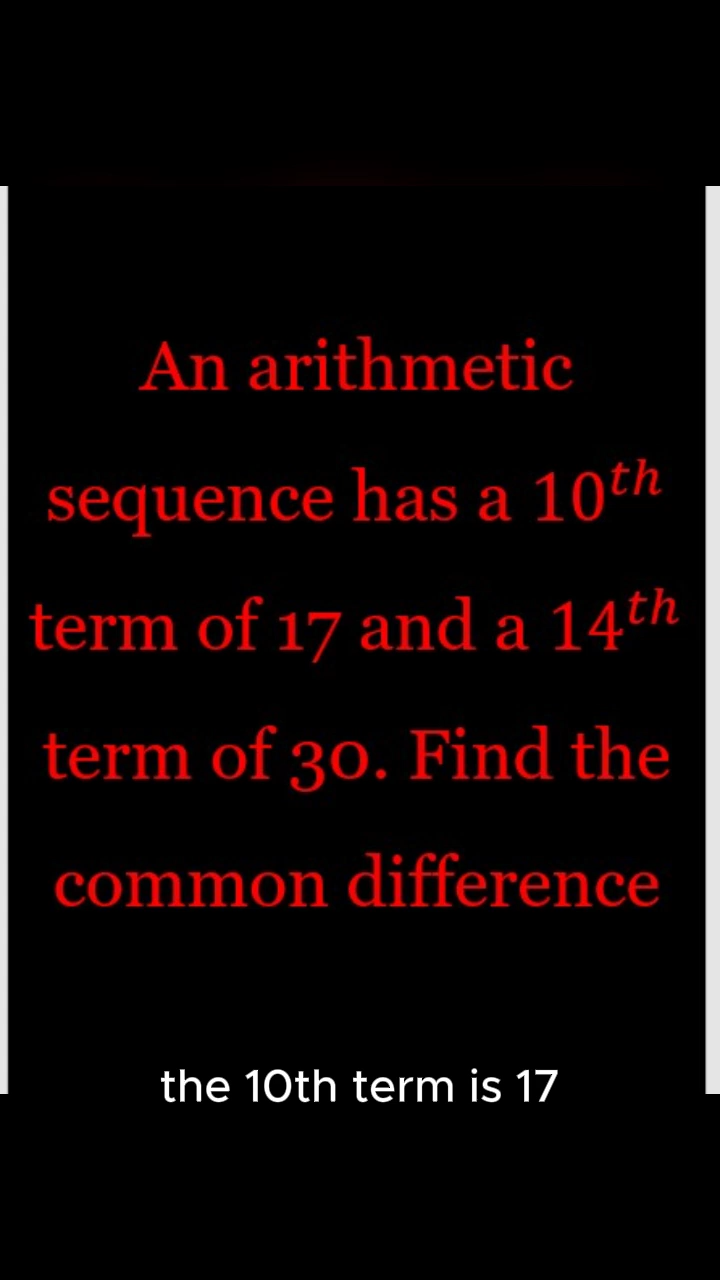 An arithmetic
sequence has a 10th
term of 17 and a 14th
term of 30. Find the
common difference
the 10th term is 17